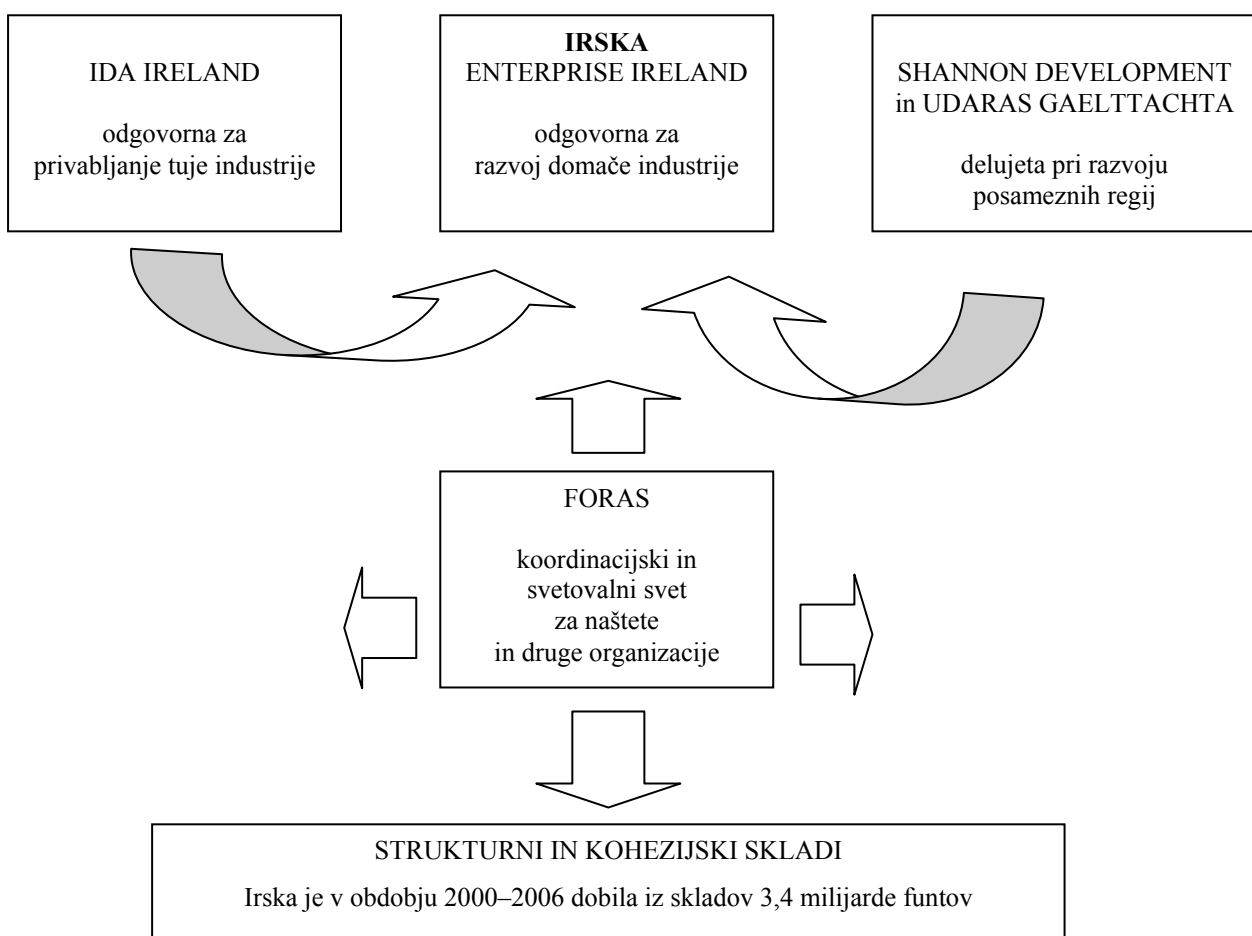 IDA IRELAND
odgovorna za
privabljanje tuje industrije
IRSKA
ENTERPRISE IRELAND
odgovorna za
razvoj domače industrije
SHANNON DEVELOPMENT
in UDARAS GAELTTACHTA
delujeta pri razvoju
posameznih regij
FORAS
koordinacijski in
svetovalni svet
za naštete
in druge organizacije
STRUKTURNI IN KOHEZIJSKI SKLADI
Irska je v obdobju 2000–2006 dobila iz skladov 3,4 milijarde funtov